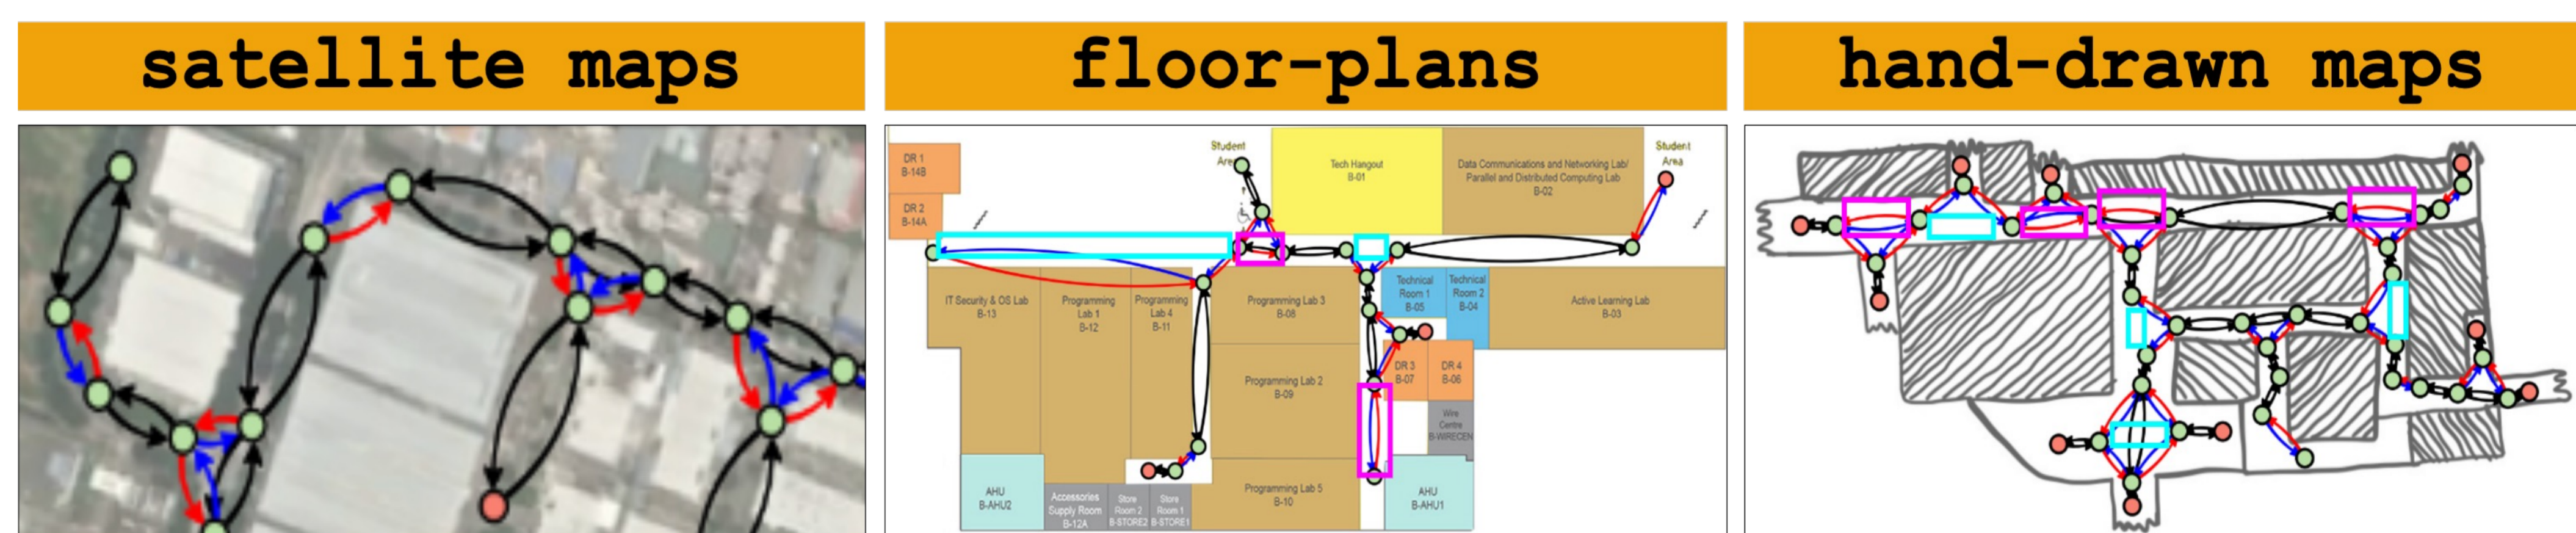 satellite maps
floor-plans
hand-drawn maps
DR 1
B-14B
DR 2
B-14A
Student
Area
Tech Hangout
B-01
Data Communications and Networking Lab/
Parallel and Distributed Computing Lab
B-02
Student
Area
IT Security & OS Lab
B-13
Programming
Lab 1
B-12
Programming
Lab 4
B-11
Programming Lab 3
B-08
Technical
Room 1
B-05
Technical
Room 2
B-04
Active Learning Lab
B-03
Programming Lab 2
B-09
DR 3
B-07
DR 4
B-06
Wire
Centre
B-WIRECEN
AHU
B-AHU2
Accessories
Supply Room
B-12A
Store
Room 2
B-STORE2
Store
Room 1
B-STORE1
Programming Lab 5
B-10
AHU
B-AHU1